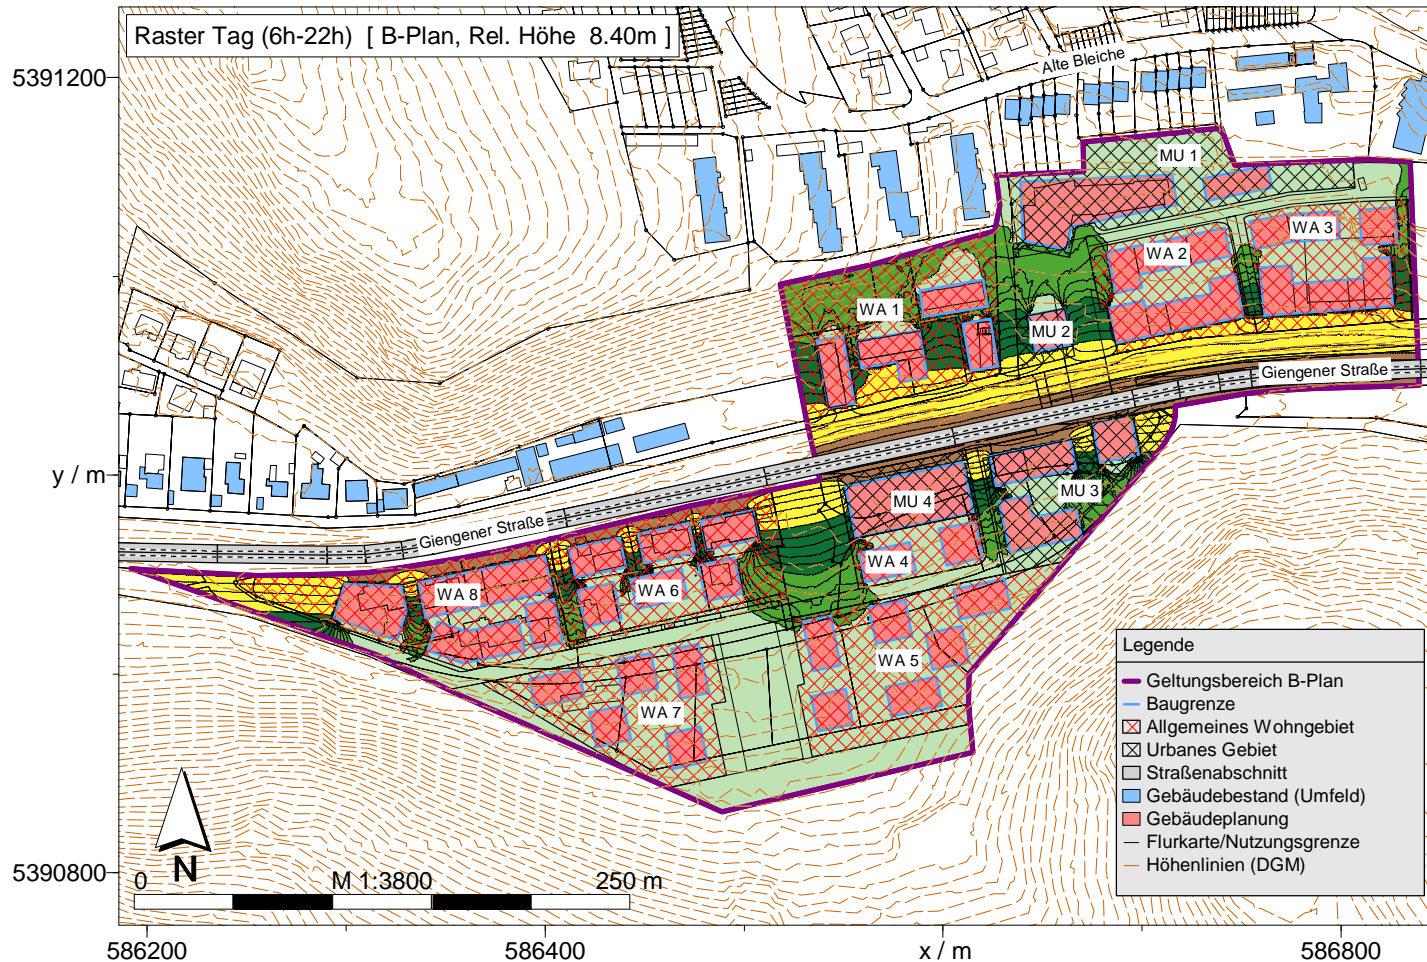 Raster Tag (6h-22h) [ B-Plan, Rel. Höhe 8.40m ]
5391200
Alte Bleiche
MU 1
WA 3
WA 2
WA 1
MU 2
Giengener Straße
y / m
MU 3
MU 4
Giengener Straße
WA 4
WA 8
WA 6
WA 5
WA 7
Legende
Geltungsbereich B-Plan
Baugrenze
Allgemeines Wohngebiet
Urbanes Gebiet
Straßenabschnitt
Gebäudebestand (Umfeld)
Gebäudeplanung
Flurkarte/Nutzungsgrenze
Höhenlinien (DGM)
N
5390800
0 M 1:3800 250 m
586200 586400 x / m 586800